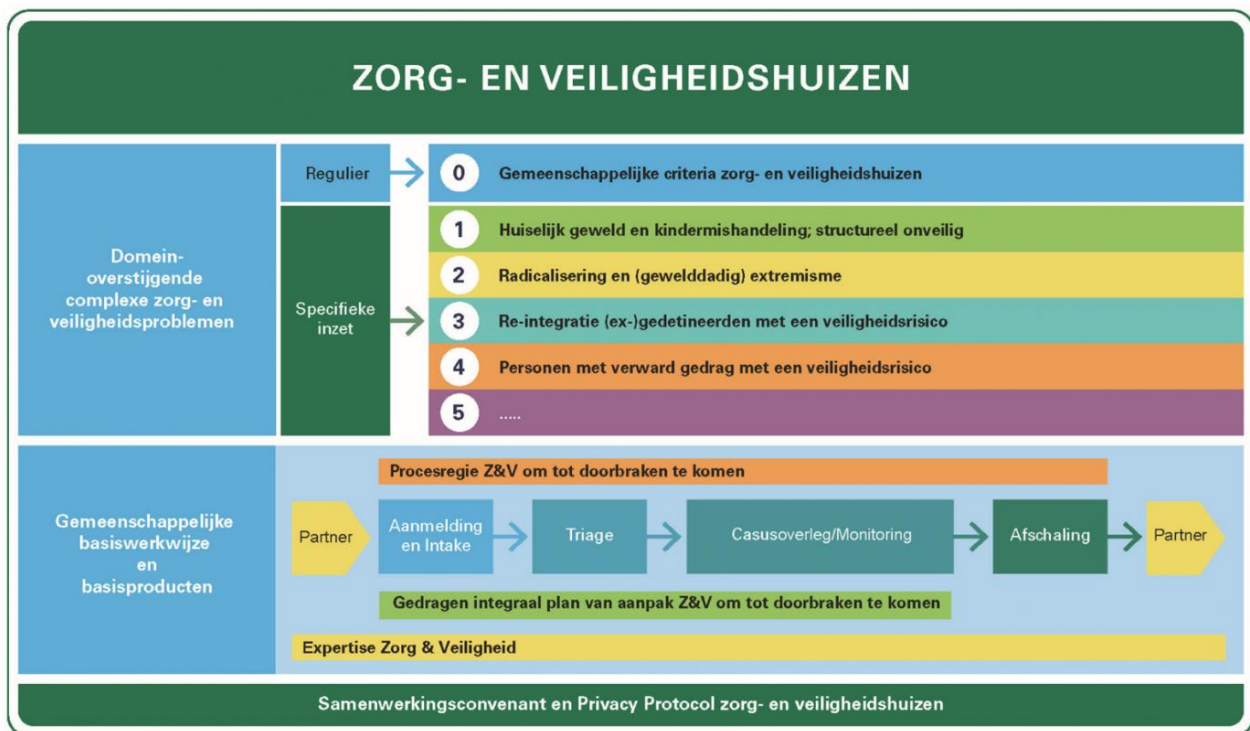 ZORG- EN VEILIGHEIDSHUIZEN
Domein-
overstijgende
complexe zorg- en
veiligheidsproblemen
Regulier
0 Gemeenschappelijke criteria zorg- en veiligheidshuizen
Specifieke
inzet
1 Huiselijk geweld en kindermishandeling; structureel onveilig
2 Radicalisering en (gewelddadig) extremisme
3 Re-integratie (ex-)gedetineerden met een veiligheidsrisico
4 Personen met verward gedrag met een veiligheidsrisico
5 .....
Gemeenschappelijke
basiswerkwijze
en
basisproducten
Procesregie Z&V om tot doorbraken te komen
Partner
Aanmelding
en Intake
Triage
Casusoverleg/Monitoring
Afschaling
Partner
Gedragen integraal plan van aanpak Z&V om tot doorbraken te komen
Expertise Zorg & Veiligheid
Samenwerkingsconvenant en Privacy Protocol zorg- en veiligheidshuizen